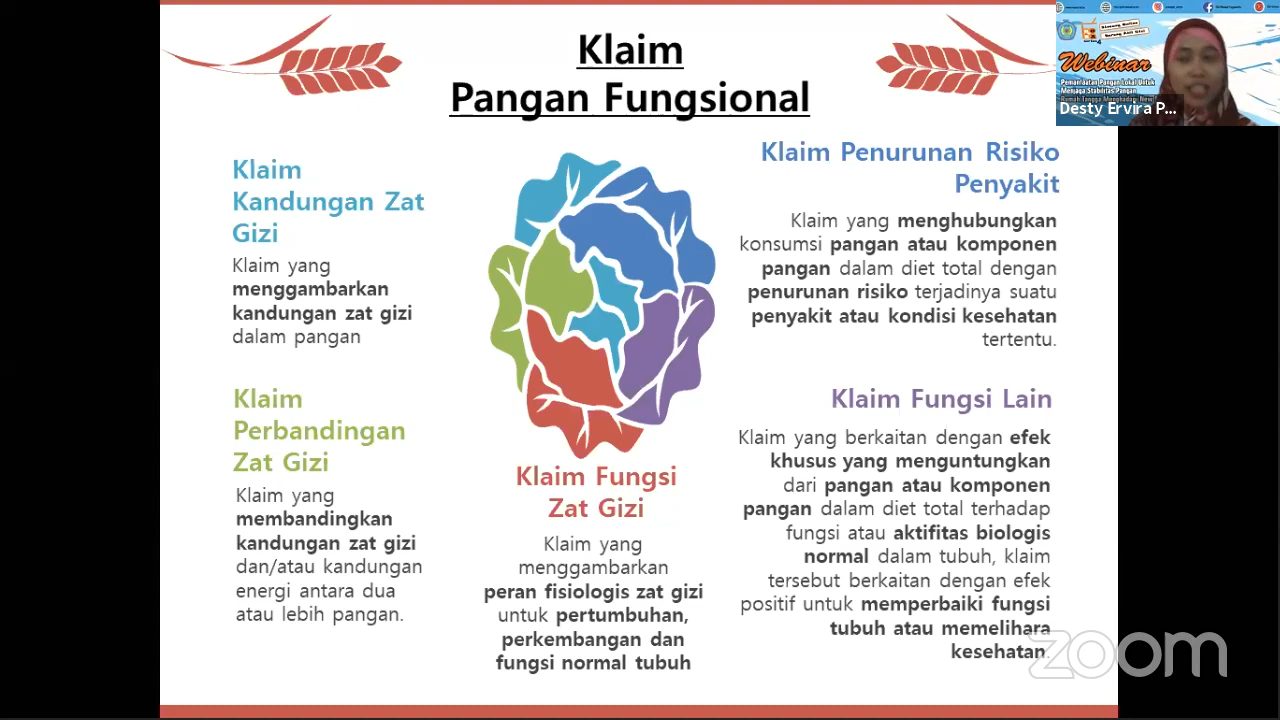 Klaim
Pangan Fungsional
Klaim
Kandungan Zat
Gizi
Klaim yang
menggambarkan
kandungan zat gizi
dalam pangan
Klaim
Perbandingan
Zat Gizi
Klaim yang
membandingkan
kandungan zat gizi
dan/atau kandungan
energi antara dua
atau lebih pangan.
Klaim Fungsi
Zat Gizi
Klaim yang
menggambarkan
peran fisiologis zat gizi
untuk pertumbuhan,
perkembangan dan
fungsi normal tubuh
Klaim Penurunan Risiko
Penyakit
Klaim yang menghubungkan
konsumsi pangan atau komponen
pangan dalam diet total dengan
penurunan risiko terjadinya suatu
penyakit atau kondisi kesehatan
tertentu.
Klaim Fungsi Lain
Klaim yang berkaitan dengan efek
khusus yang menguntungkan
dari pangan atau komponen
pangan dalam diet total terhadap
fungsi atau aktifitas biologis
normal dalam tubuh, klaim
tersebut berkaitan dengan efek
positif untuk memperbaiki fungsi
tubuh atau memelihara
kesehatan.
Webinar
Pemanfaatan Pangan Lokal Untuk
Menjaga Stabilitas Pangan
Rumah Tangga Menghadapi New
Desty Ervira P...
zoom